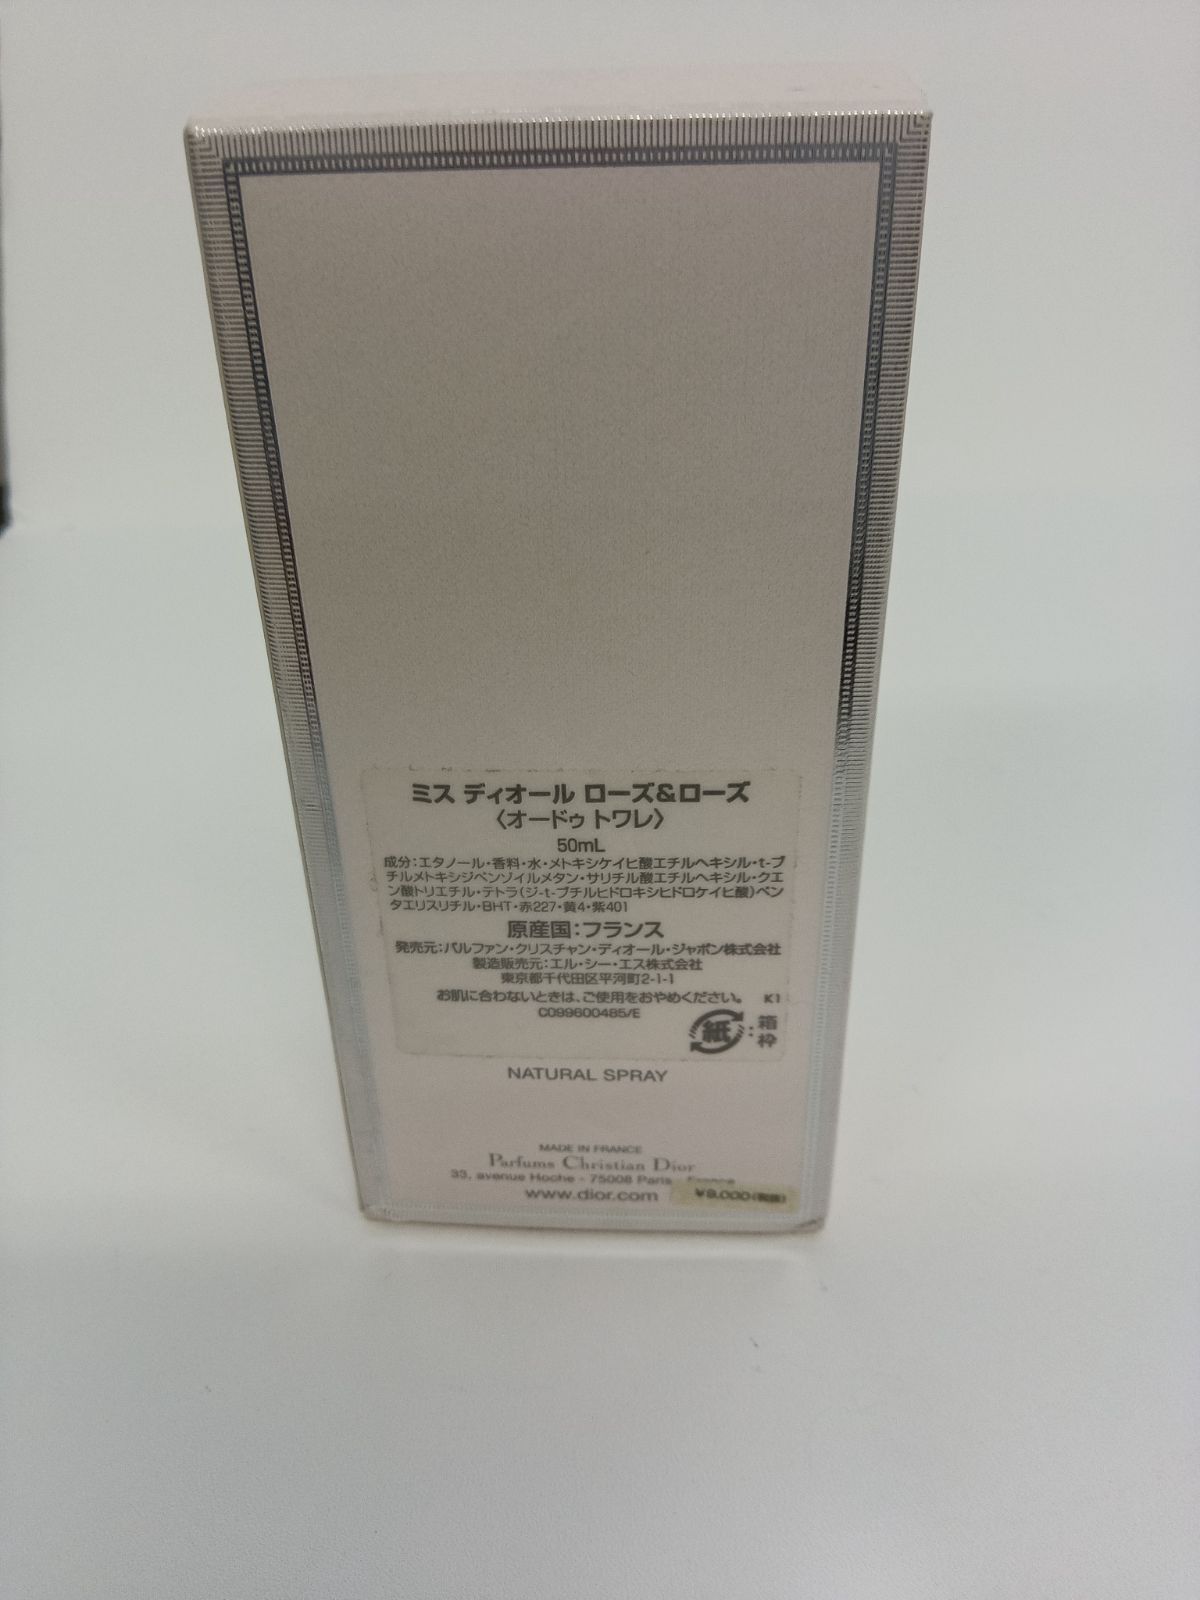 ミス ディオール ローズ&ローズ
〈オードゥ トワレ〉
50mL
成分：エタノール・香料・水・メトキシケイヒ酸エチルヘキシル・t-ブ
チルメトキシジベンゾイルメタン・サリチル酸エチルヘキシル・クエ
ン酸トリエチル・テトラ(ジ-t-ブチルヒドロキシヒドロケイヒ酸)ペン
タエリスリチル・BHT・赤227・黄4・紫401
原産国：フランス
発売元：パルファン・クリスチャン・ディオール・ジャポン株式会社
製造販売元：エル・シー・エス株式会社
東京都千代田区平河町2-1-1
お肌に合わないときは、ご使用をおやめください。 K1
C099600485/E
紙：箱
枠
NATURAL SPRAY
MADE IN FRANCE
Parfums Christian Dior
33, avenue Hoche - 75008 Paris
www.dior.com